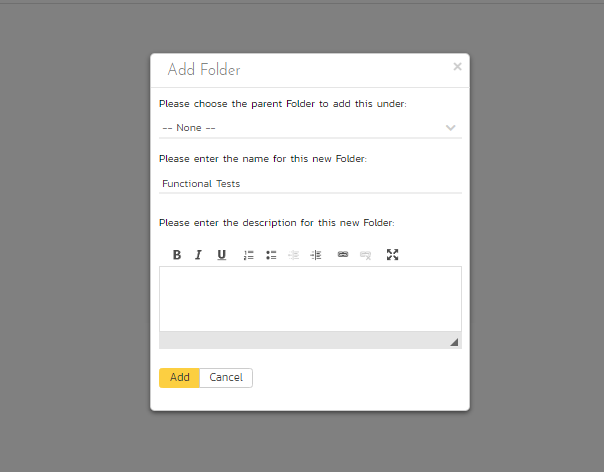 Add Folder ×
Please choose the parent Folder to add this under:
-- None --
Please enter the name for this new Folder:
Functional Tests
Please enter the description for this new Folder:
B I U
Add Cancel